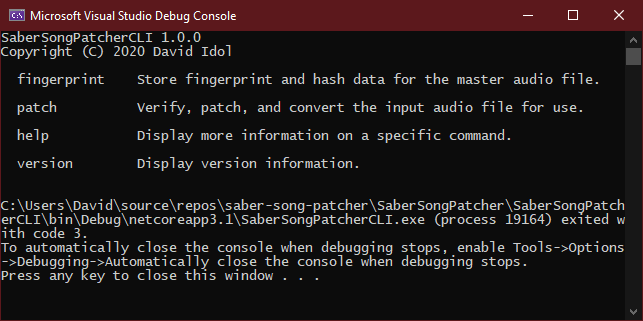 Microsoft Visual Studio Debug Console
SaberSongPatcherCLI 1.0.0
Copyright (C) 2020 David Idol
fingerprint    Store fingerprint and hash data for the master audio file.
patch          Verify, patch, and convert the input audio file for use.
help           Display more information on a specific command.
version        Display version information.
C:\Users\David\source\repos\saber-song-patcher\SaberSongPatcher\SaberSongPatch
erCLI\bin\Debug\netcoreapp3.1\SaberSongPatcherCLI.exe (process 19164) exited w
ith code 3.
To automatically close the console when debugging stops, enable Tools->Options
->Debugging->Automatically close the console when debugging stops.
Press any key to close this window . . .